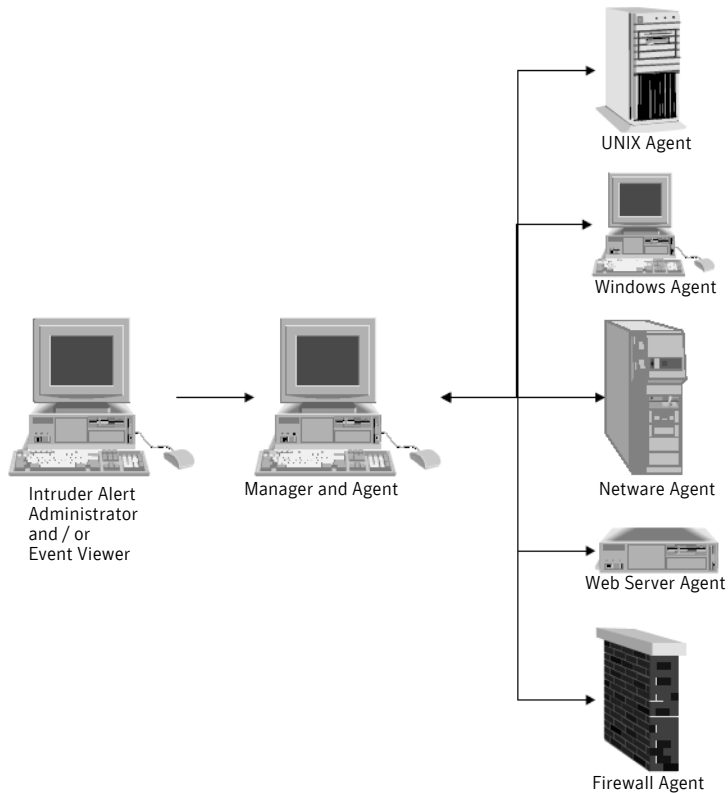 UNIX Agent
Windows Agent
Intruder Alert
Administrator
and / or
Event Viewer
Manager and Agent
Netware Agent
Web Server Agent
Firewall Agent